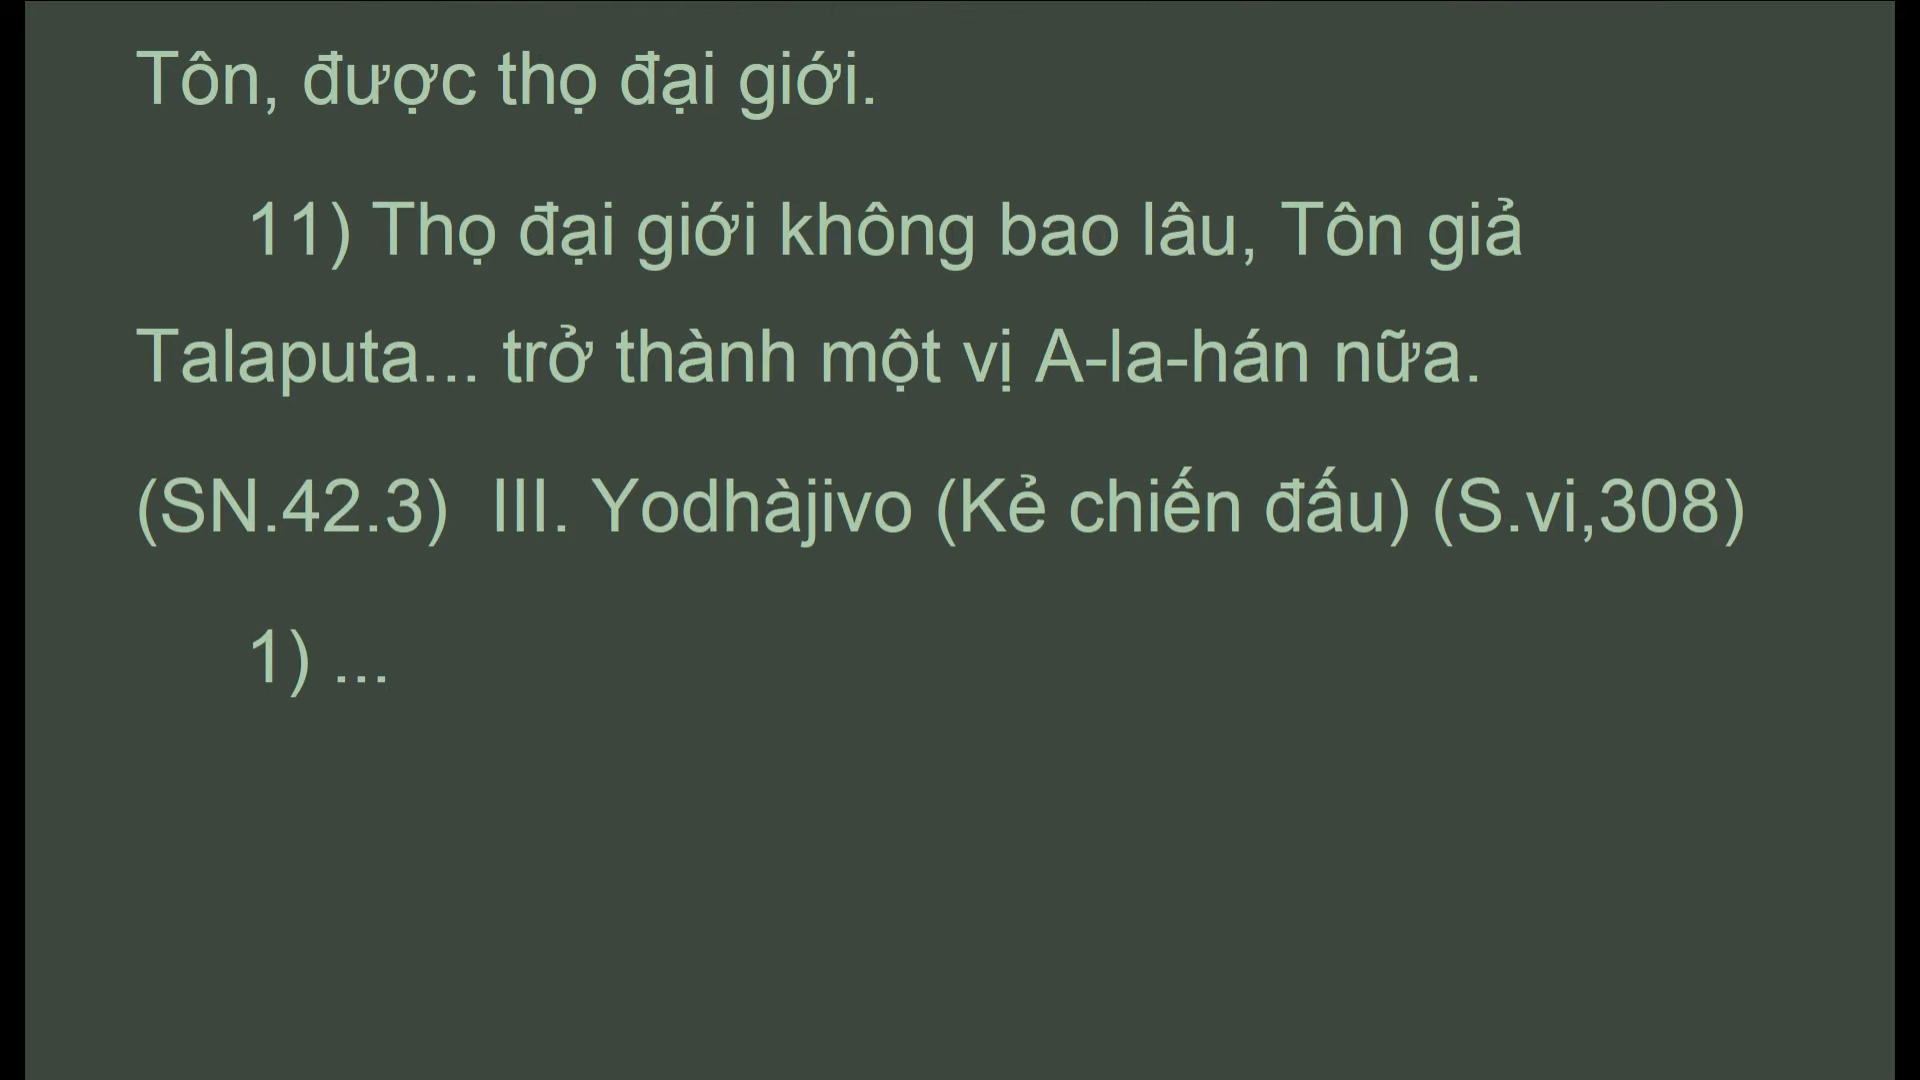 Tôn, được thọ đại giới.
11) Thọ đại giới không bao lâu, Tôn giả
Talaputa... trở thành một vị A-la-hán nữa.
(SN.42.3)  III. Yodhàjivo (Kẻ chiến đấu) (S.vi,308)
1) ...